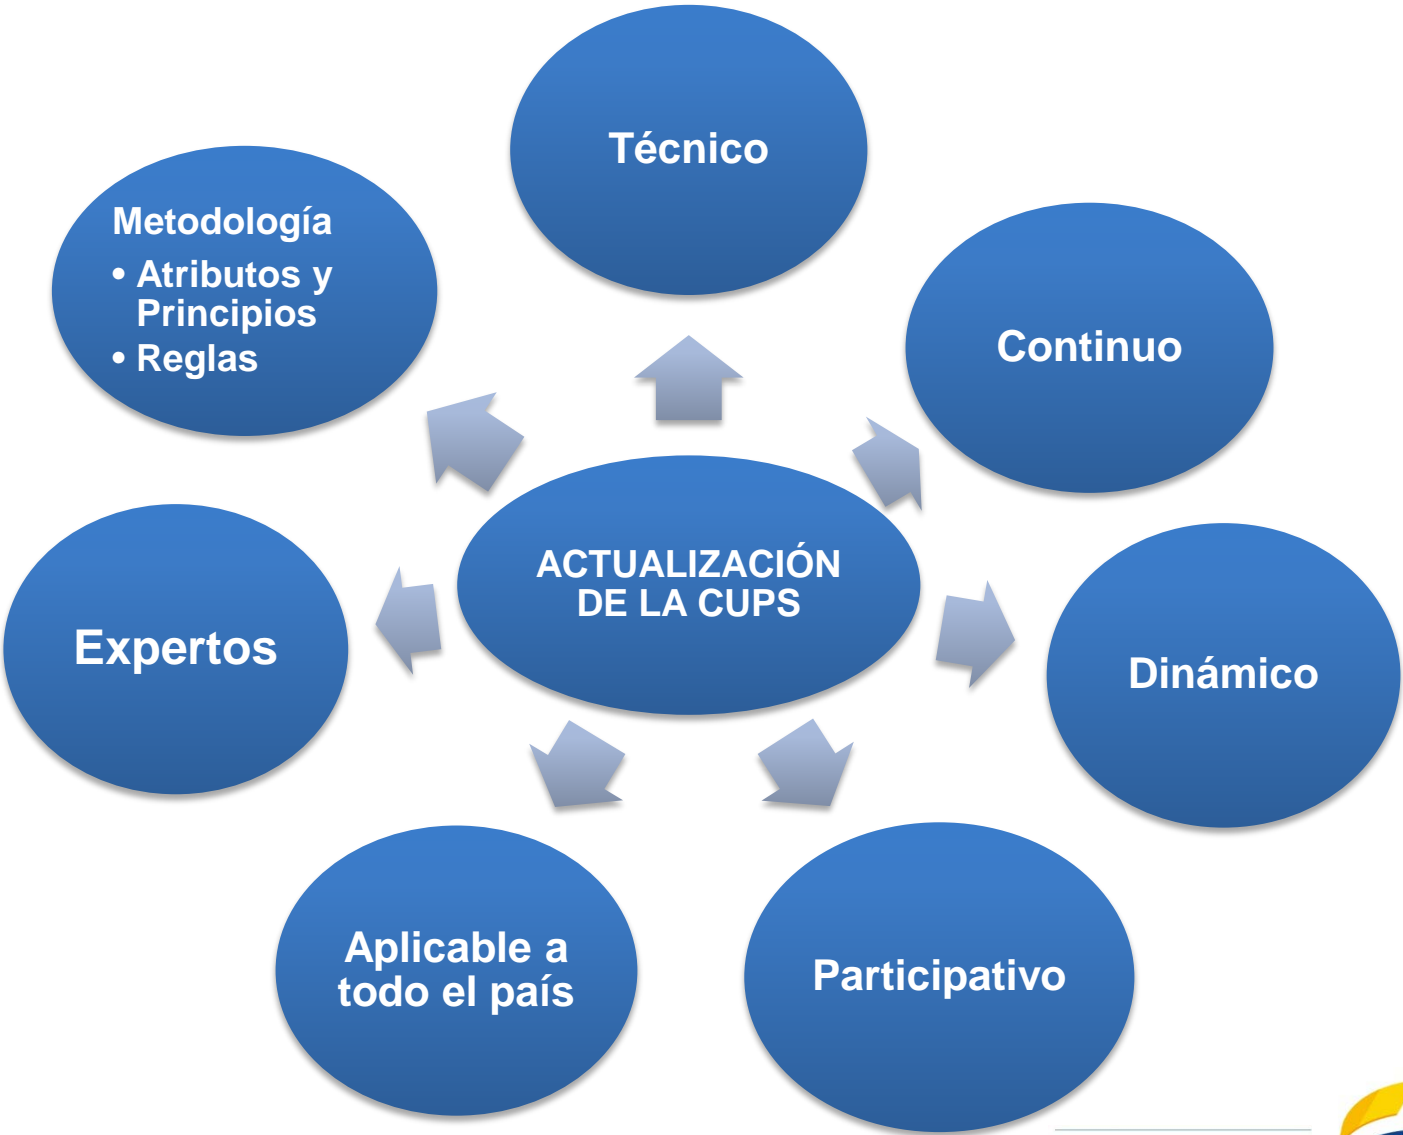 Técnico
Metodología
• Atributos y
Principios
• Reglas
Continuo
ACTUALIZACIÓN
DE LA CUPS
Expertos
Dinámico
Aplicable a
todo el país
Participativo